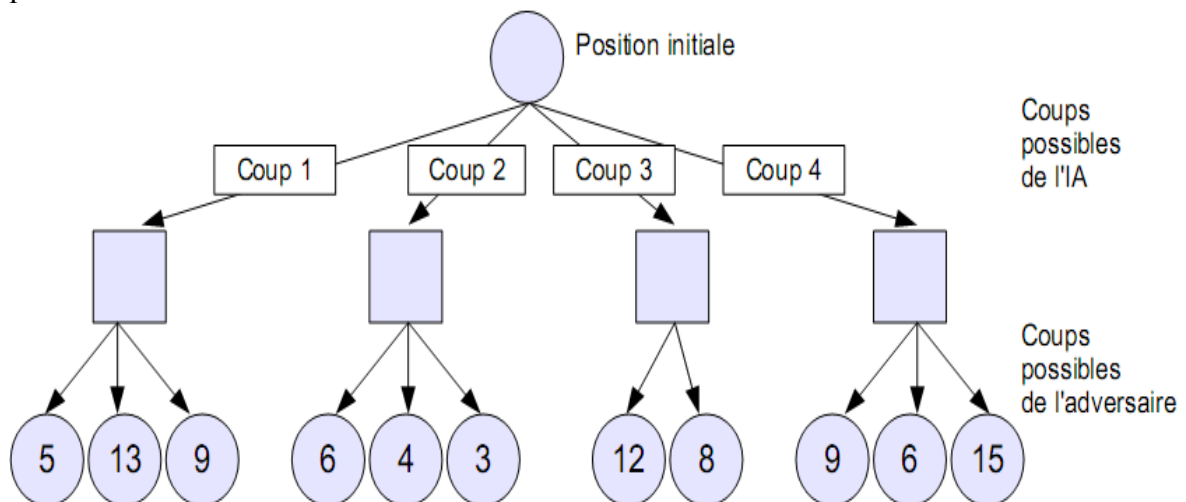 Position initiale
Coups
possibles
de l'IA
Coup 1
Coup 2
Coup 3
Coup 4
Coups
possibles
de l'adversaire
5
13
9
6
4
3
12
8
9
6
15